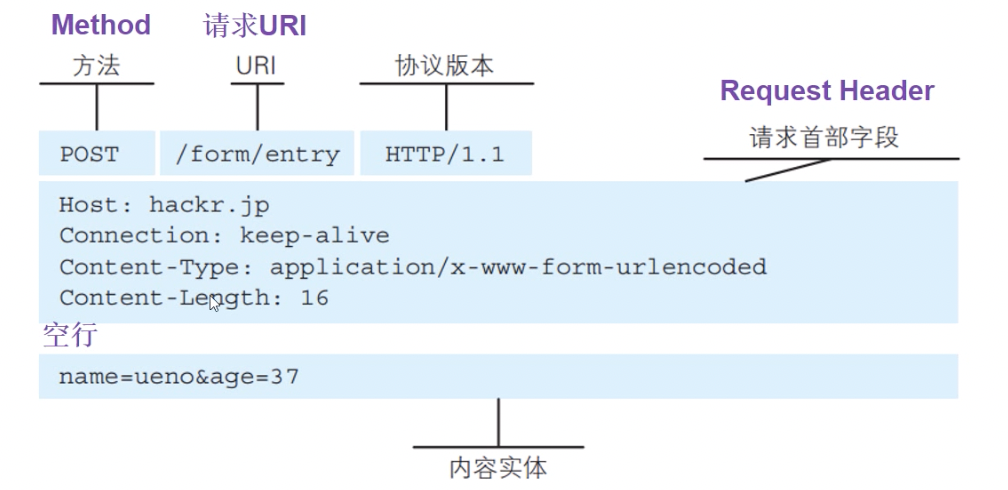 Method 请求URI
方法 URI 协议版本
Request Header
请求首部字段
POST /form/entry HTTP/1.1
Host: hackr.jp
Connection: keep-alive
Content-Type: application/x-www-form-urlencoded
Content-Length: 16
空行
name=ueno&age=37
内容实体